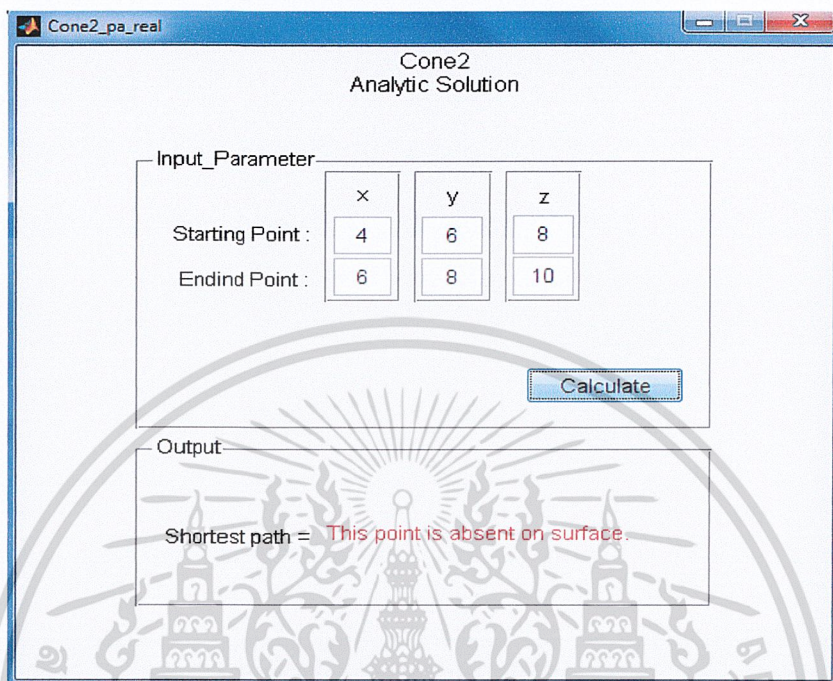 Cone2_pa_real
Cone2
Analytic Solution
Input_Parameter
x y z
Starting Point : 4 6 8
Endind Point : 6 8 10
Calculate
Output
Shortest path = This point is absent on surface.